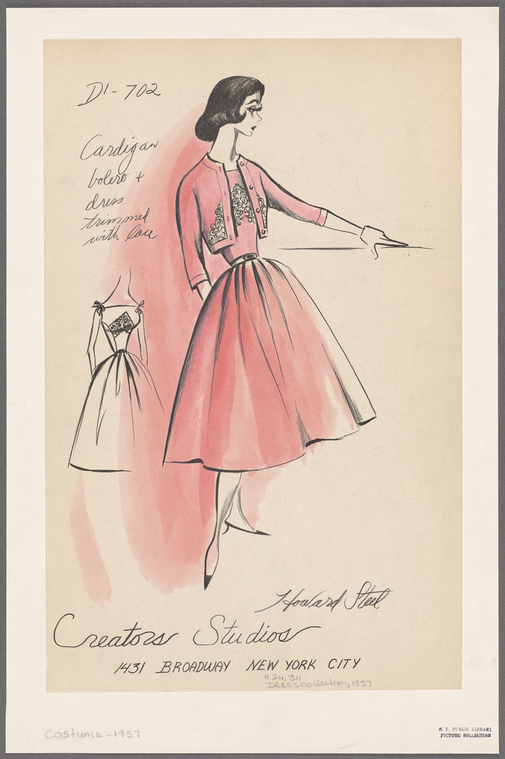 D1-702
Cardigan
bolero +
dress
trimmed
with lace
Howard Steel
Creators Studios
1431 BROADWAY NEW YORK CITY
#24,311
Dress collection, 1957
Costume - 1957
N. Y. PUBLIC LIBRARY
PICTURE COLLECTION